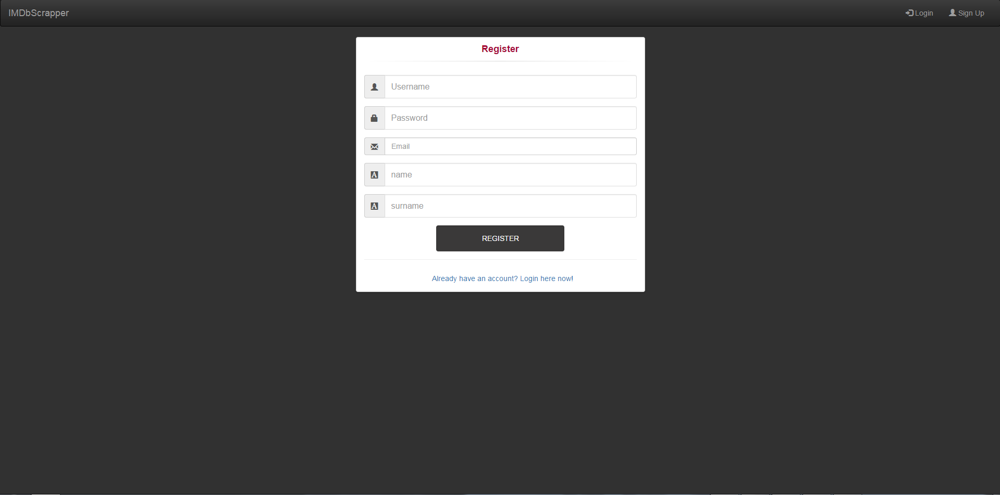 IMDbScrapper
Login
Sign Up
Register
Username
Password
Email
A name
A surname
REGISTER
Already have an account? Login here now!